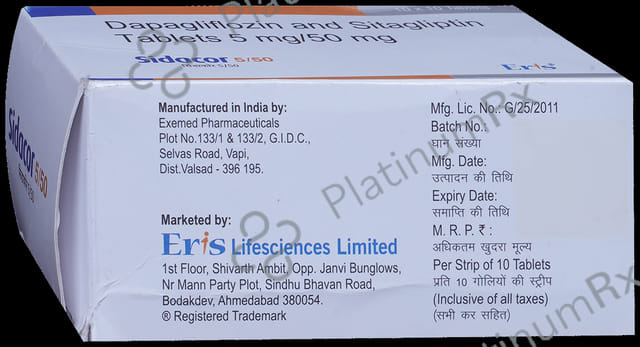 Dapagliflozin and Sitagliptin
Tablets 5 mg/50 mg
Sidacor 5/50
Eris
Sidacor 5/50
Manufactured in India by:
Exemed Pharmaceuticals
Plot No.133/1 & 133/2, G.I.D.C.,
Selvas Road, Vapi,
Dist.Valsad - 396 195.
Marketed by:
Eris Lifesciences Limited
1st Floor, Shivarth Ambit, Opp. Janvi Bunglows,
Nr Mann Party Plot, Sindhu Bhavan Road,
Bodakdev, Ahmedabad 380054.
® Registered Trademark
Mfg. Lic. No.: G/25/2011
Batch No.:
घान संख्या
Mfg. Date:
उत्पादन की तिथि
Expiry Date:
समाप्ति की तिथि
M. R. P. ₹ :
अधिकतम खुदरा मूल्य
Per Strip of 10 Tablets
प्रति 10 गोलियों की स्ट्रीप
(Inclusive of all taxes)
(सभी कर सहित)
PlatinumRx
PlatinumRx
PlatinumRx